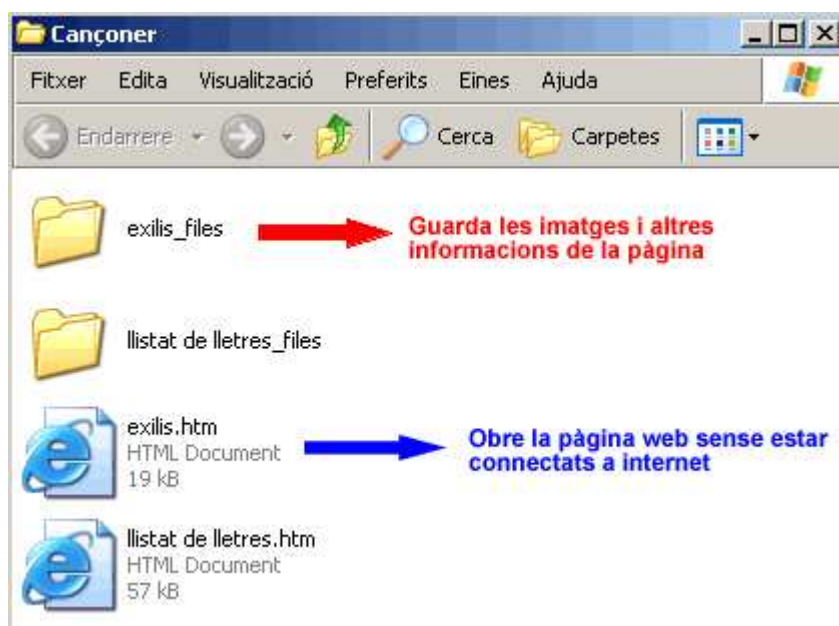 Cançoner
Fitxer Edita Visualització Preferits Eines Ajuda
Endarrere Cerca Carpetes
exilis_files
Guarda les imatges i altres
informacions de la pàgina
llistat de lletres_files
exilis.htm
HTML Document
19 kB
Obre la pàgina web sense estar
connectats a internet
llistat de lletres.htm
HTML Document
57 kB